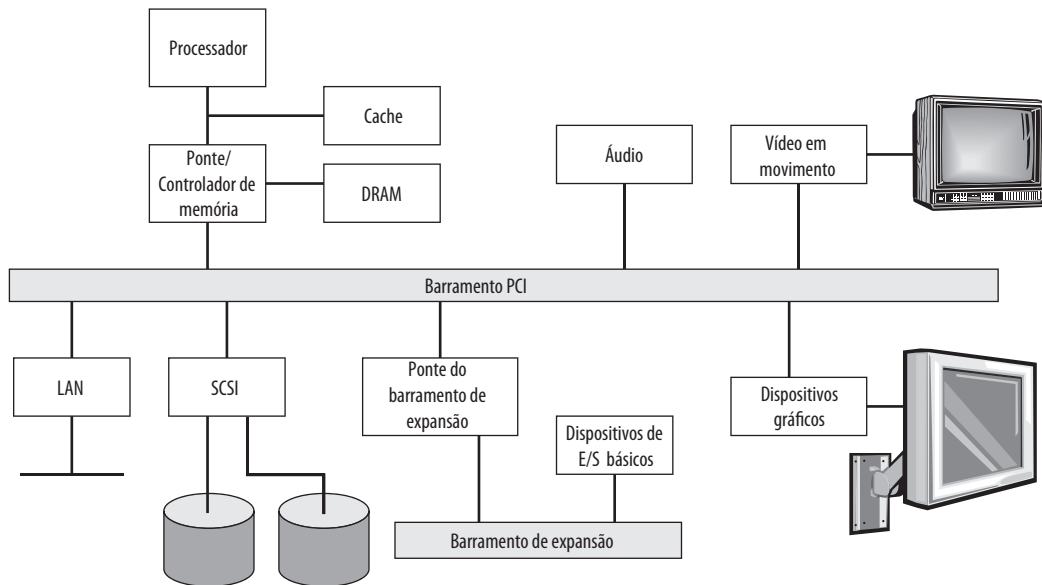 Processador
Cache
Ponte/
Controlador de
memória
DRAM
Áudio
Vídeo em
movimento
Barramento PCI
LAN
SCSI
Ponte do
barramento de
expansão
Dispositivos de
E/S básicos
Dispositivos
gráficos
Barramento de expansão